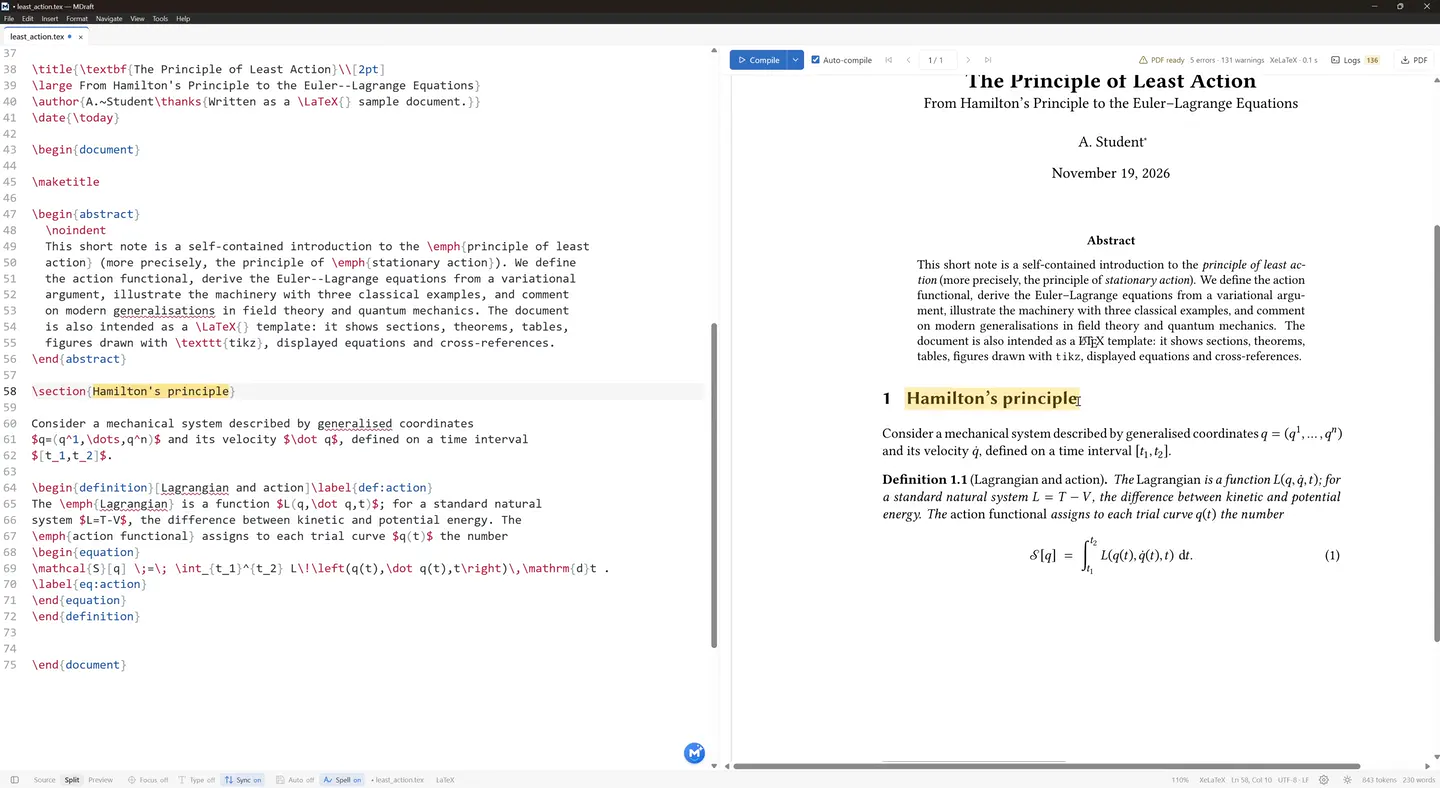 • least_action.tex — MDraft
File Edit Insert Format Navigate View Tools Help
least_action.tex • ×
37
38 \title{\textbf{The Principle of Least Action}\\[2pt]
39 \large From Hamilton's Principle to the Euler--Lagrange Equations}
40 \author{A.~Student\thanks{Written as a \LaTeX{} sample document.}}
41 \date{\today}
42
43 \begin{document}
44
45 \maketitle
46
47 \begin{abstract}
48 \noindent
49 This short note is a self-contained introduction to the \emph{principle of least
50 action} (more precisely, the principle of \emph{stationary action}). We define
51 the action functional, derive the Euler--Lagrange equations from a variational
52 argument, illustrate the machinery with three classical examples, and comment
53 on modern generalisations in field theory and quantum mechanics. The document
54 is also intended as a \LaTeX{} template: it shows sections, theorems, tables,
55 figures drawn with \texttt{tikz}, displayed equations and cross-references.
56 \end{abstract}
57
58 \section{Hamilton's principle}
59
60 Consider a mechanical system described by generalised coordinates
61 $q=(q^1,\dots,q^n)$ and its velocity $\dot q$, defined on a time interval
62 $[t_1,t_2]$.
63
64 \begin{definition}[Lagrangian and action]\label{def:action}
65 The \emph{Lagrangian} is a function $L(q,\dot q,t)$; for a standard natural
66 system $L=T-V$, the difference between kinetic and potential energy. The
67 \emph{action functional} assigns to each trial curve $q(t)$ the number
68 \begin{equation}
69 \mathcal{S}[q] \;=\; \int_{t_1}^{t_2} L\!\left(q(t),\dot q(t),t\right)\,\mathrm{d}t .
70 \label{eq:action}
71 \end{equation}
72 \end{definition}
73
74
75 \end{document}
Compile Auto-compile 1 / 1 PDF ready 5 errors · 131 warnings XeLaTeX · 0.1 s Logs 136 PDF
The Principle of Least Action
From Hamilton's Principle to the Euler–Lagrange Equations
A. Student*
November 19, 2026
Abstract
This short note is a self-contained introduction to the principle of least ac-
tion (more precisely, the principle of stationary action). We define the action
functional, derive the Euler–Lagrange equations from a variational argu-
ment, illustrate the machinery with three classical examples, and comment
on modern generalisations in field theory and quantum mechanics. The
document is also intended as a LaTeX template: it shows sections, theorems,
tables, figures drawn with tikz, displayed equations and cross-references.
1 Hamilton's principle
Consider a mechanical system described by generalised coordinates q = (q¹, … , qⁿ)
and its velocity q̇, defined on a time interval [t₁, t₂].
Definition 1.1 (Lagrangian and action). The Lagrangian is a function L(q, q̇, t); for
a standard natural system L = T − V, the difference between kinetic and potential
energy. The action functional assigns to each trial curve q(t) the number
𝒮[q] = ∫_{t₁}^{t₂} L(q(t), q̇(t), t) dt. (1)
M
Source Split Preview Focus off Type off Sync on Auto off Spell on • least_action.tex LaTeX 110% XeLaTeX Ln 58, Col 10 UTF-8 · LF 843 tokens 230 words